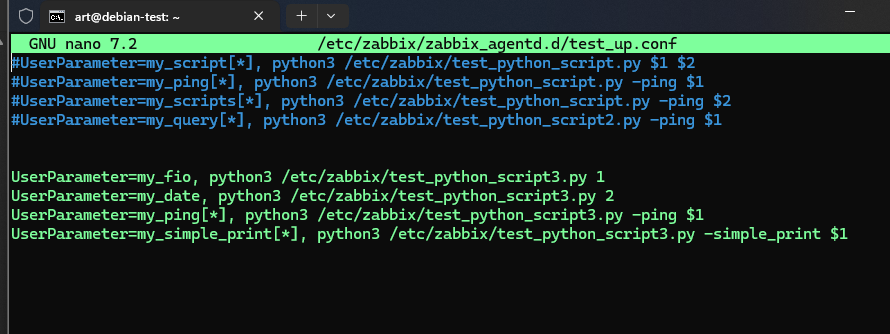 art@debian-test: ~
GNU nano 7.2 /etc/zabbix/zabbix_agentd.d/test_up.conf
#UserParameter=my_script[*], python3 /etc/zabbix/test_python_script.py $1 $2
#UserParameter=my_ping[*], python3 /etc/zabbix/test_python_script.py -ping $1
#UserParameter=my_scripts[*], python3 /etc/zabbix/test_python_script.py -ping $2
#UserParameter=my_query[*], python3 /etc/zabbix/test_python_script2.py -ping $1
UserParameter=my_fio, python3 /etc/zabbix/test_python_script3.py 1
UserParameter=my_date, python3 /etc/zabbix/test_python_script3.py 2
UserParameter=my_ping[*], python3 /etc/zabbix/test_python_script3.py -ping $1
UserParameter=my_simple_print[*], python3 /etc/zabbix/test_python_script3.py -simple_print $1